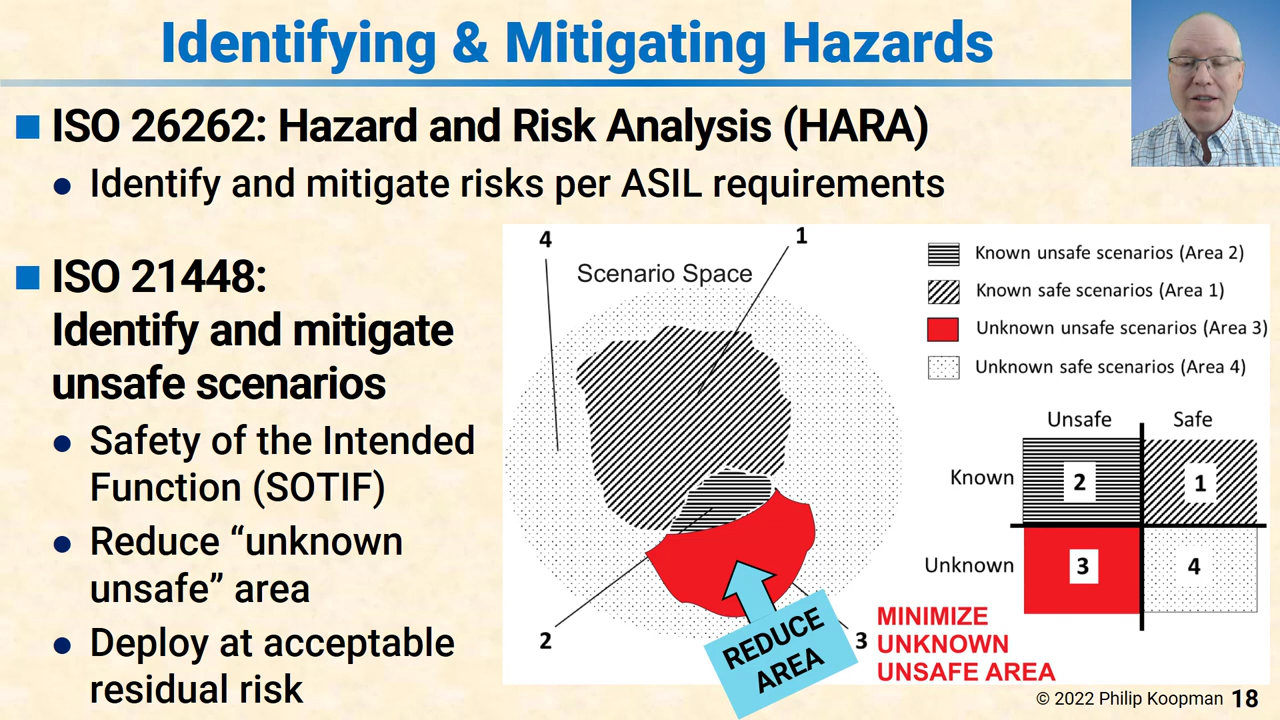 Identifying & Mitigating Hazards
ISO 26262: Hazard and Risk Analysis (HARA)
Identify and mitigate risks per ASIL requirements
ISO 21448:
Identify and mitigate
unsafe scenarios
Safety of the Intended
Function (SOTIF)
Reduce “unknown
unsafe” area
Deploy at acceptable
residual risk
4
1
Scenario Space
2
3
REDUCE
AREA
Known unsafe scenarios (Area 2)
Known safe scenarios (Area 1)
Unknown unsafe scenarios (Area 3)
Unknown safe scenarios (Area 4)
Unsafe Safe
Known 2 1
Unknown 3 4
MINIMIZE
UNKNOWN
UNSAFE AREA
© 2022 Philip Koopman 18